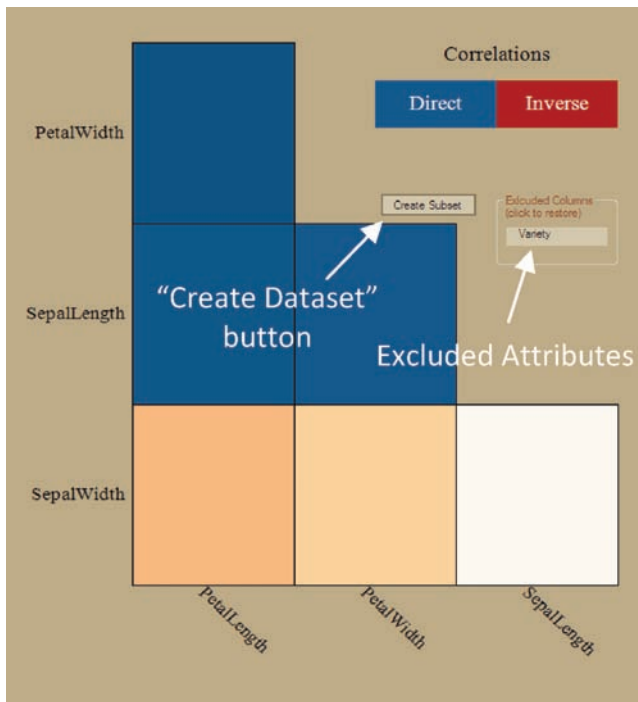 Correlations
Direct
Inverse
PetalWidth
Create Subset
Exlcuded Columns
(click to restore)
Variety
SepalLength
“Create Dataset”
button
Excluded Attributes
SepalWidth
PetalLength
PetalWidth
SepalLength